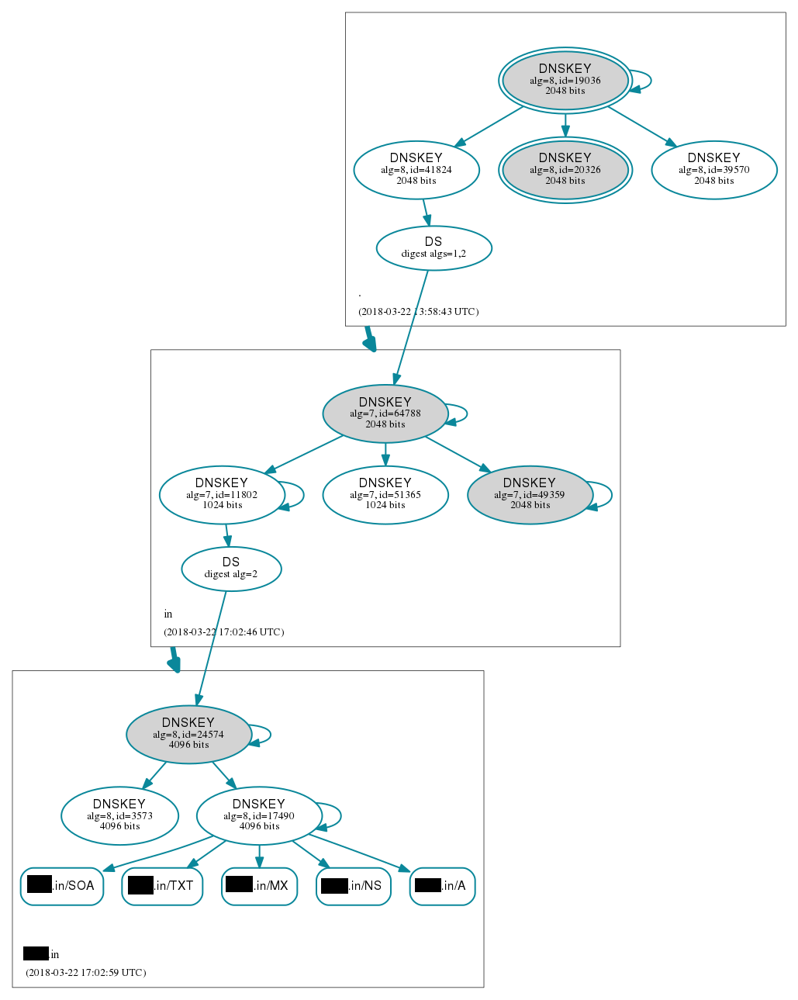 DNSKEY
alg=8, id=19036
2048 bits
DNSKEY
alg=8, id=41824
2048 bits
DNSKEY
alg=8, id=20326
2048 bits
DNSKEY
alg=8, id=39570
2048 bits
DS
digest algs=1,2
.
(2018-03-22 13:58:43 UTC)
DNSKEY
alg=7, id=64788
2048 bits
DNSKEY
alg=7, id=11802
1024 bits
DNSKEY
alg=7, id=51365
1024 bits
DNSKEY
alg=7, id=49359
2048 bits
DS
digest alg=2
in
(2018-03-22 17:02:46 UTC)
DNSKEY
alg=8, id=24574
4096 bits
DNSKEY
alg=8, id=3573
4096 bits
DNSKEY
alg=8, id=17490
4096 bits
.in/SOA
.in/TXT
.in/MX
.in/NS
.in/A
.in
(2018-03-22 17:02:59 UTC)